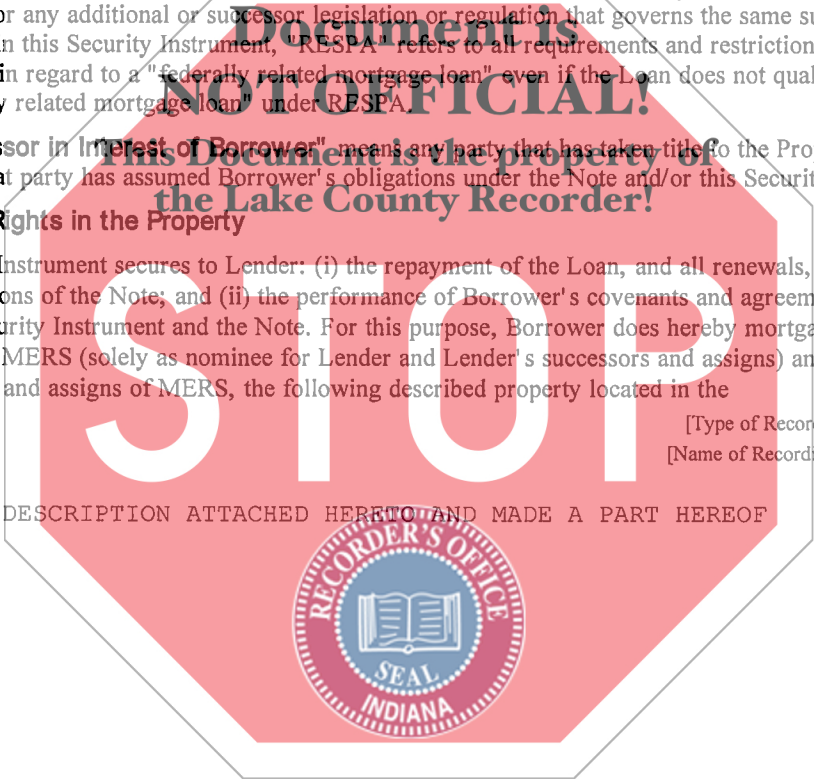 or any additional or successor legislation or regulation that governs the same su
Document is
n this Security Instrument, "RESPA" refers to all requirements and restriction
in regard to a "federally related mortgage loan" even if the Loan does not qual
NOT OFFICIAL!
y related mortgage loan" under RESPA.
ssor in Interest of Borrower" means any party that has taken title to the Pro
This Document is the property of
at party has assumed Borrower's obligations under the Note and/or this Securit
the Lake County Recorder!
Rights in the Property
Instrument secures to Lender: (i) the repayment of the Loan, and all renewals,
ons of the Note; and (ii) the performance of Borrower's covenants and agreem
urity Instrument and the Note. For this purpose, Borrower does hereby mortga
MERS (solely as nominee for Lender and Lender's successors and assigns) an
and assigns of MERS, the following described property located in the
STOP
[Type of Recor
[Name of Recordi
DESCRIPTION ATTACHED HERETO AND MADE A PART HEREOF
RECORDER'S OFFICE
SEAL
INDIANA